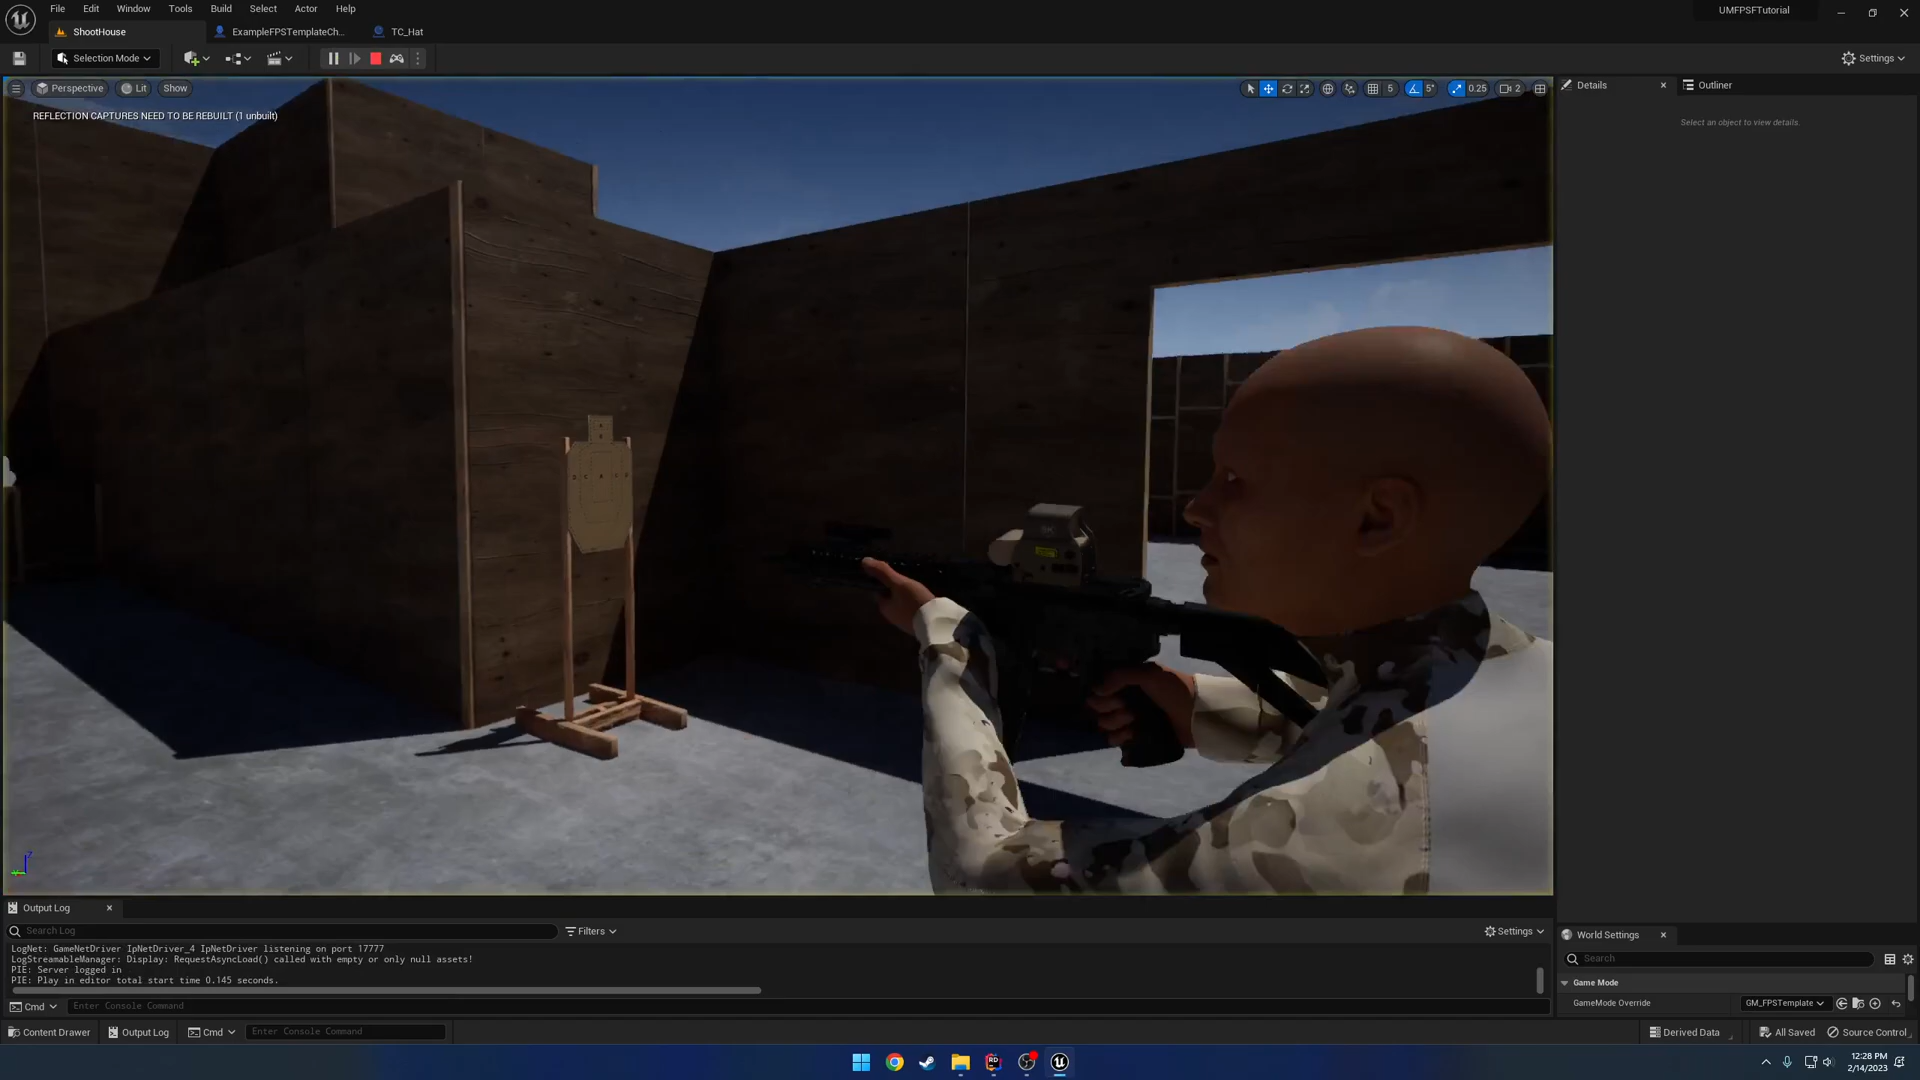 File Edit Window Tools Build Select Actor Help
UMFPSFTutorial
ShootHouse
ExampleFPSTemplateCh...
TC_Hat
Selection Mode
Settings
Perspective
Lit
Show
5
5°
0.25
2
REFLECTION CAPTURES NEED TO BE REBUILT (1 unbuilt)
Details
Outliner
Select an object to view details.
Output Log
Search Log
Filters
Settings
LogNet: GameNetDriver IpNetDriver_4 IpNetDriver listening on port 17777
LogStreamableManager: Display: RequestAsyncLoad() called with empty or only null assets!
PIE: Server logged in
PIE: Play in editor total start time 0.145 seconds.
Cmd
Enter Console Command
World Settings
Search
Game Mode
GameMode Override
GM_FPSTemplate
Content Drawer
Output Log
Cmd
Enter Console Command
Derived Data
All Saved
Source Control
12:28 PM
2/14/2023